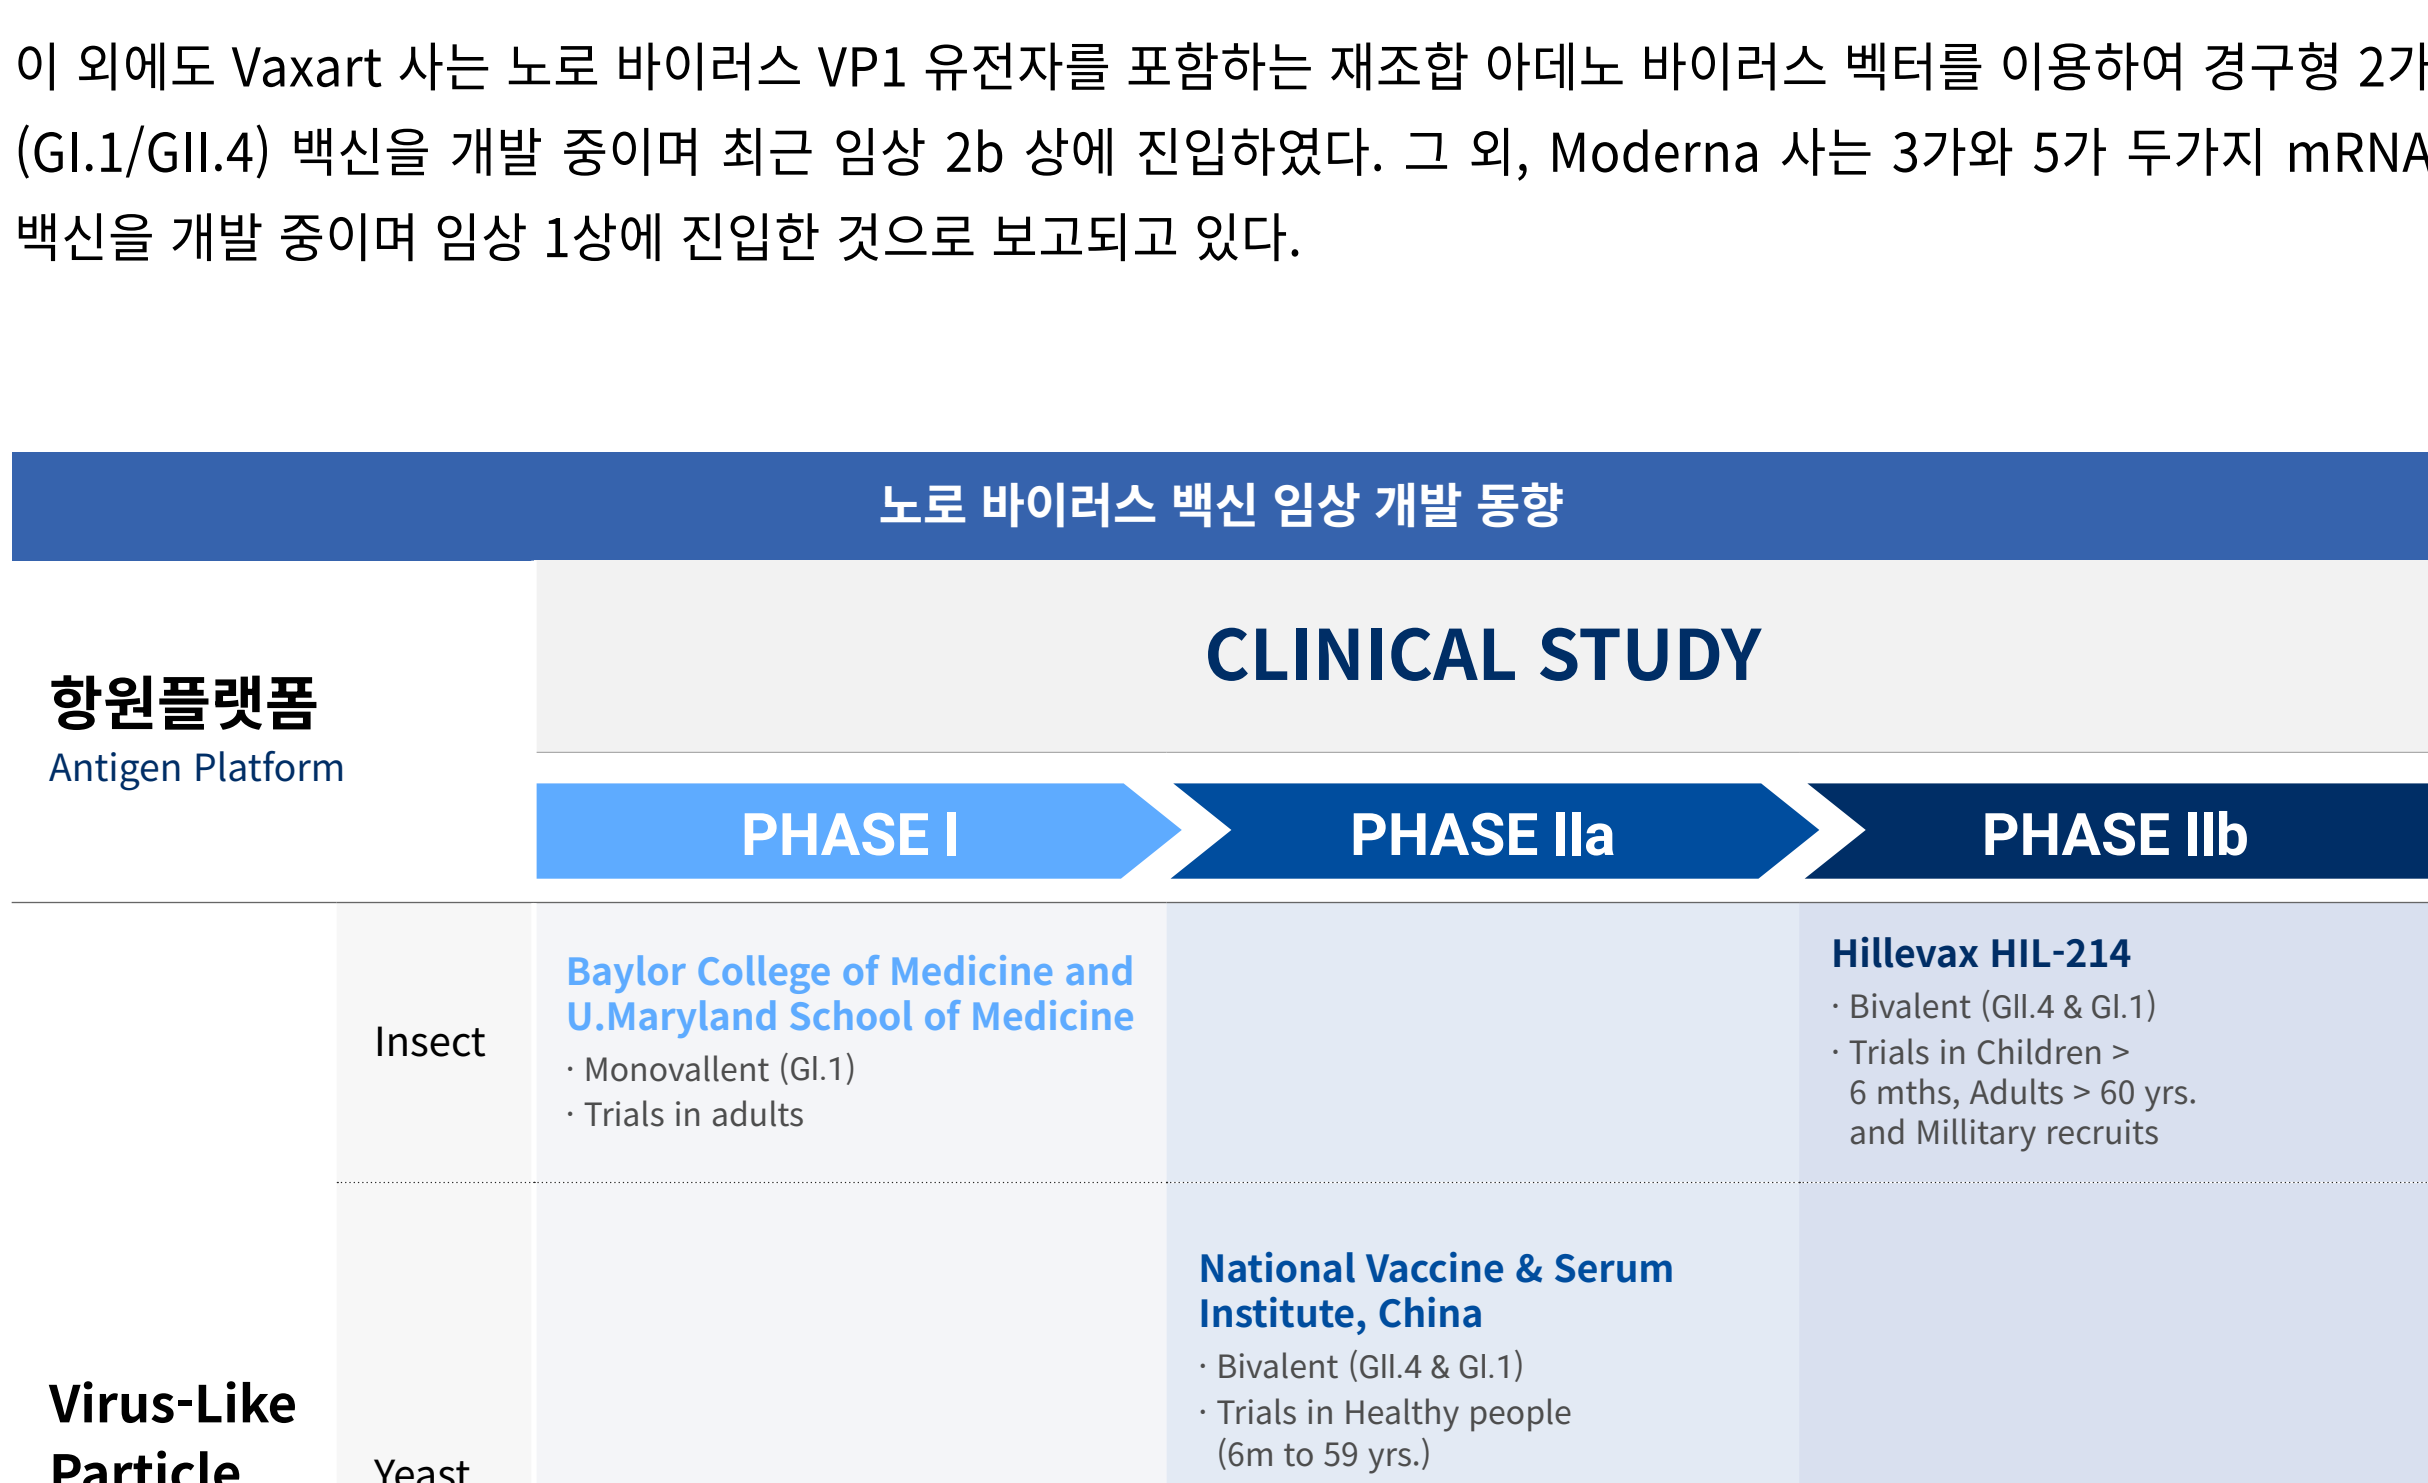 이 외에도 Vaxart 사는 노로 바이러스 VP1 유전자를 포함하는 재조합 아데노 바이러스 벡터를 이용하여 경구형 2가
(GI.1/GII.4) 백신을 개발 중이며 최근 임상 2b 상에 진입하였다. 그 외, Moderna 사는 3가와 5가 두가지 mRNA
백신을 개발 중이며 임상 1상에 진입한 것으로 보고되고 있다.
노로 바이러스 백신 임상 개발 동향
항원플랫폼
Antigen Platform
CLINICAL STUDY
PHASE I
PHASE IIa
PHASE IIb
Virus-Like
Particle
Insect
Baylor College of Medicine and
U.Maryland School of Medicine
· Monovallent (GI.1)
· Trials in adults
Hillevax HIL-214
· Bivalent (GII.4 & GI.1)
· Trials in Children >
6 mths, Adults > 60 yrs.
and Millitary recruits
Yeast
National Vaccine & Serum
Institute, China
· Bivalent (GII.4 & GI.1)
· Trials in Healthy people
(6m to 59 yrs.)